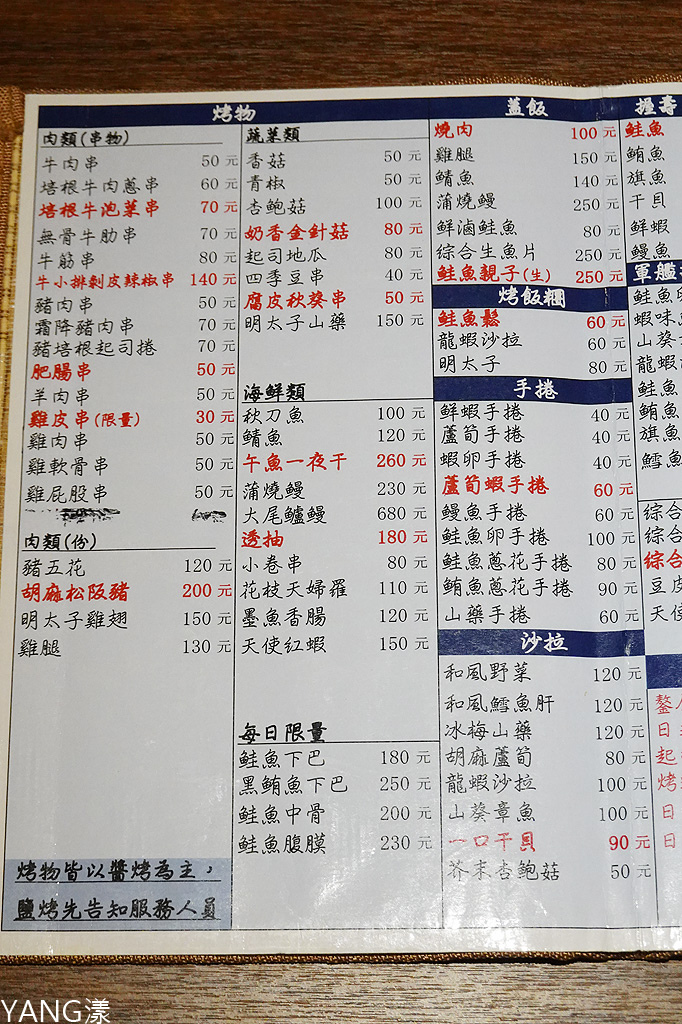 烤物
肉類(串物)
牛肉串 50元
培根牛肉蔥串 60元
培根牛泡菜串 70元
無骨牛肋串 70元
牛筋串 80元
牛小排剝皮辣椒串 140元
豬肉串 50元
霜降豬肉串 70元
豬培根起司捲 70元
肥腸串 50元
羊肉串 50元
雞皮串(限量) 30元
雞肉串 50元
雞軟骨串 50元
雞屁股串 50元
肉類(份)
豬五花 120元
胡麻松阪豬 200元
明太子雞翅 150元
雞腿 130元
烤物皆以醬烤為主，
鹽烤先告知服務人員
蔬菜類
香菇 50元
青椒 50元
杏鮑菇 100元
奶香金針菇 80元
起司地瓜 80元
四季豆串 40元
腐皮秋葵串 50元
明太子山藥 150元
海鮮類
秋刀魚 100元
鯖魚 120元
午魚一夜干 260元
蒲燒鰻 230元
大尾鱸鰻 680元
透抽 180元
小卷串 80元
花枝天婦羅 110元
墨魚香腸 120元
天使紅蝦 150元
每日限量
鮭魚下巴 180元
黑鮪魚下巴 250元
鮭魚中骨 200元
鮭魚腹膜 230元
蓋飯
燒肉 100元
雞腿 150元
鯖魚 140元
蒲燒鰻 250元
鮮滷鮭魚 80元
綜合生魚片 250元
鮭魚親子(生) 250元
烤飯糰
鮭魚鬆 60元
龍蝦沙拉 60元
明太子 80元
手捲
鮮蝦手捲 40元
蘆筍手捲 40元
蝦卵手捲 40元
蘆筍蝦手捲 60元
鰻魚手捲 60元
鮭魚卵手捲 100元
鮭魚蔥花手捲 80元
鮪魚蔥花手捲 90元
山藥手捲 60元
沙拉
和風野菜 120元
和風鱈魚肝 120元
冰梅山藥 120元
胡麻蘆筍 80元
龍蝦沙拉 100元
山葵章魚 100元
一口干貝 90元
芥末杏鮑菇 50元
握壽
鮭魚
鮪魚
旗魚
干貝
鮮蝦
鰻魚
軍艦
鮭魚卵
蝦味
山葵
龍蝦
鮭魚
鮪魚
旗魚
鱈魚
綜合
綜合
綜合
豆皮
天使
日
起
烤
日
日
YANG漾